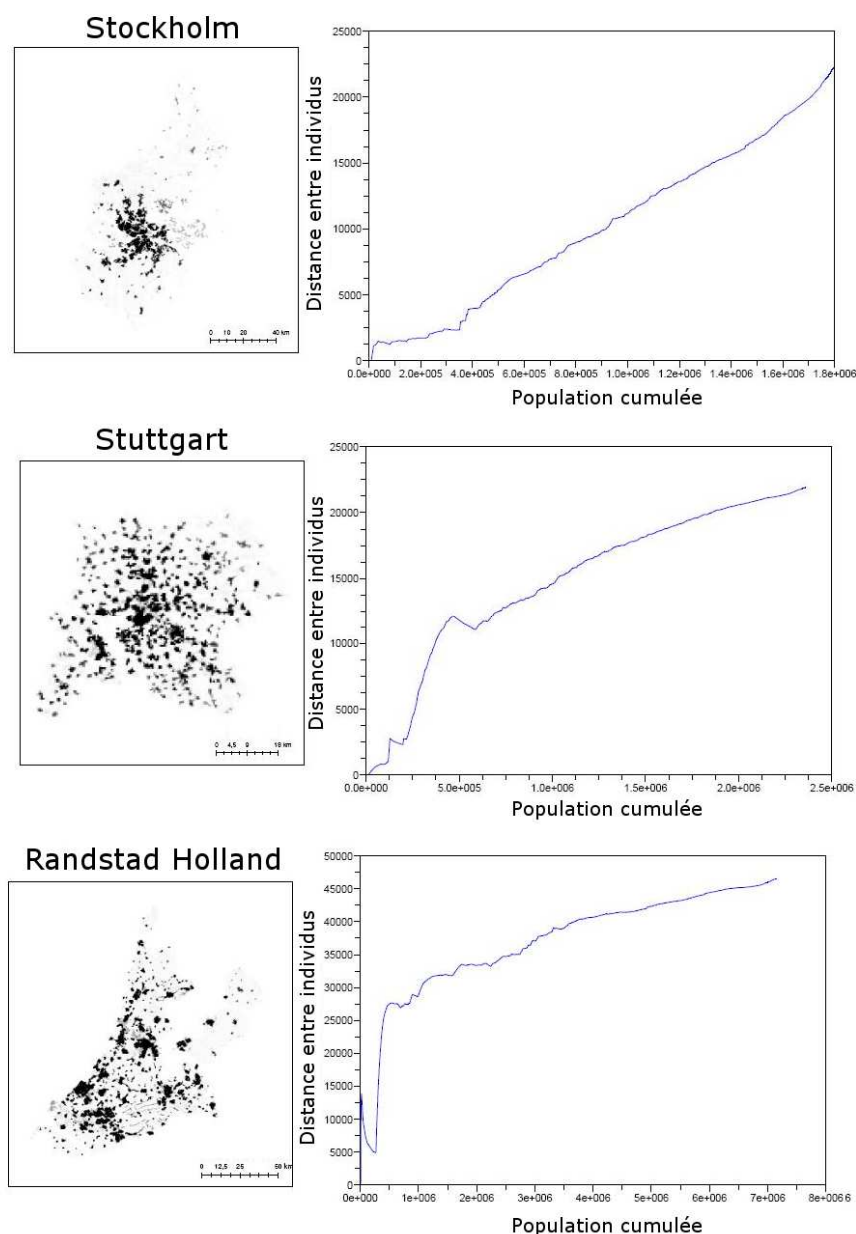 Stockholm
0 10 20 40 km
Distance entre individus
25000
20000
15000
10000
5000
0
0.0e+000 2.0e+005 4.0e+005 6.0e+005 8.0e+005 1.0e+006 1.2e+006 1.4e+006 1.6e+006 1.8e+006
Population cumulée
Stuttgart
0 4,5 9 18 km
Distance entre individus
25000
20000
15000
10000
5000
0
0.0e+000 5.0e+005 1.0e+006 1.5e+006 2.0e+006 2.5e+006
Population cumulée
Randstad Holland
0 12,5 25 50 km
Distance entre individus
50000
45000
40000
35000
30000
25000
20000
15000
10000
5000
0
0e+000 1e+006 2e+006 3e+006 4e+006 5e+006 6e+006 7e+006 8e+0066
Population cumulée